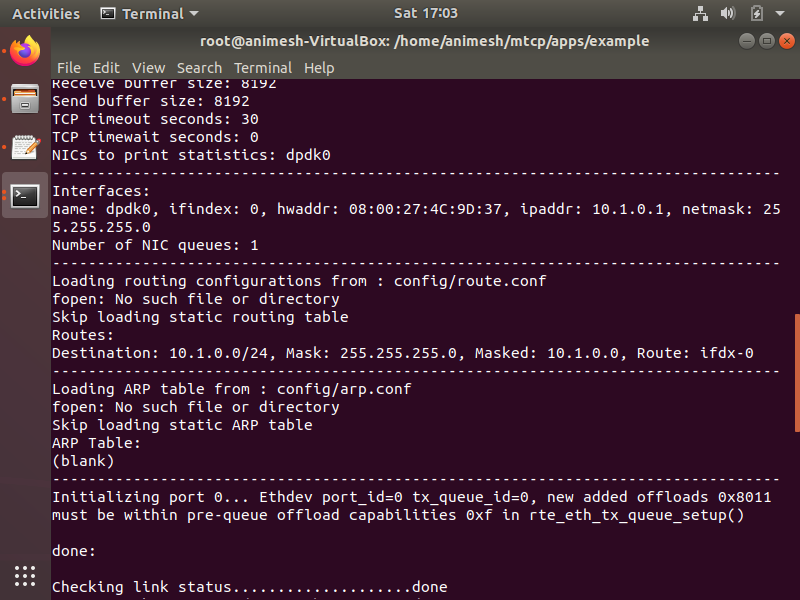 Activities
Terminal
Sat 17:03
root@animesh-VirtualBox: /home/animesh/mtcp/apps/example
File Edit View Search Terminal Help
Receive buffer size: 8192
Send buffer size: 8192
TCP timeout seconds: 30
TCP timewait seconds: 0
NICs to print statistics: dpdk0
---------------------------------------------------------------------------------
Interfaces:
name: dpdk0, ifindex: 0, hwaddr: 08:00:27:4C:9D:37, ipaddr: 10.1.0.1, netmask: 25
5.255.255.0
Number of NIC queues: 1
---------------------------------------------------------------------------------
Loading routing configurations from : config/route.conf
fopen: No such file or directory
Skip loading static routing table
Routes:
Destination: 10.1.0.0/24, Mask: 255.255.255.0, Masked: 10.1.0.0, Route: ifdx-0
---------------------------------------------------------------------------------
Loading ARP table from : config/arp.conf
fopen: No such file or directory
Skip loading static ARP table
ARP Table:
(blank)
---------------------------------------------------------------------------------
Initializing port 0... Ethdev port_id=0 tx_queue_id=0, new added offloads 0x8011
must be within pre-queue offload capabilities 0xf in rte_eth_tx_queue_setup()
done:
Checking link status....................done